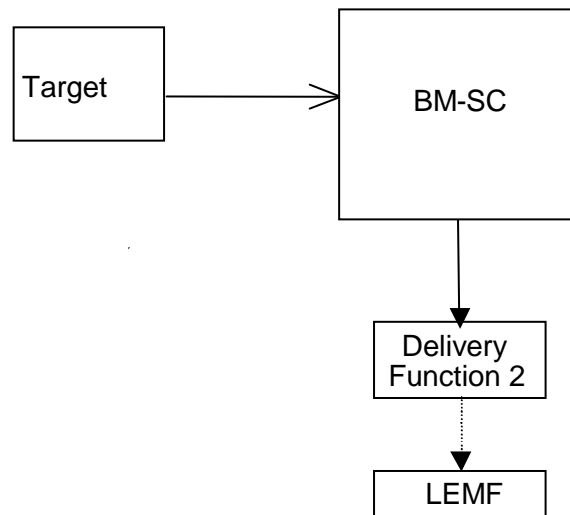 Target
BM-SC
Delivery
Function 2
LEMF